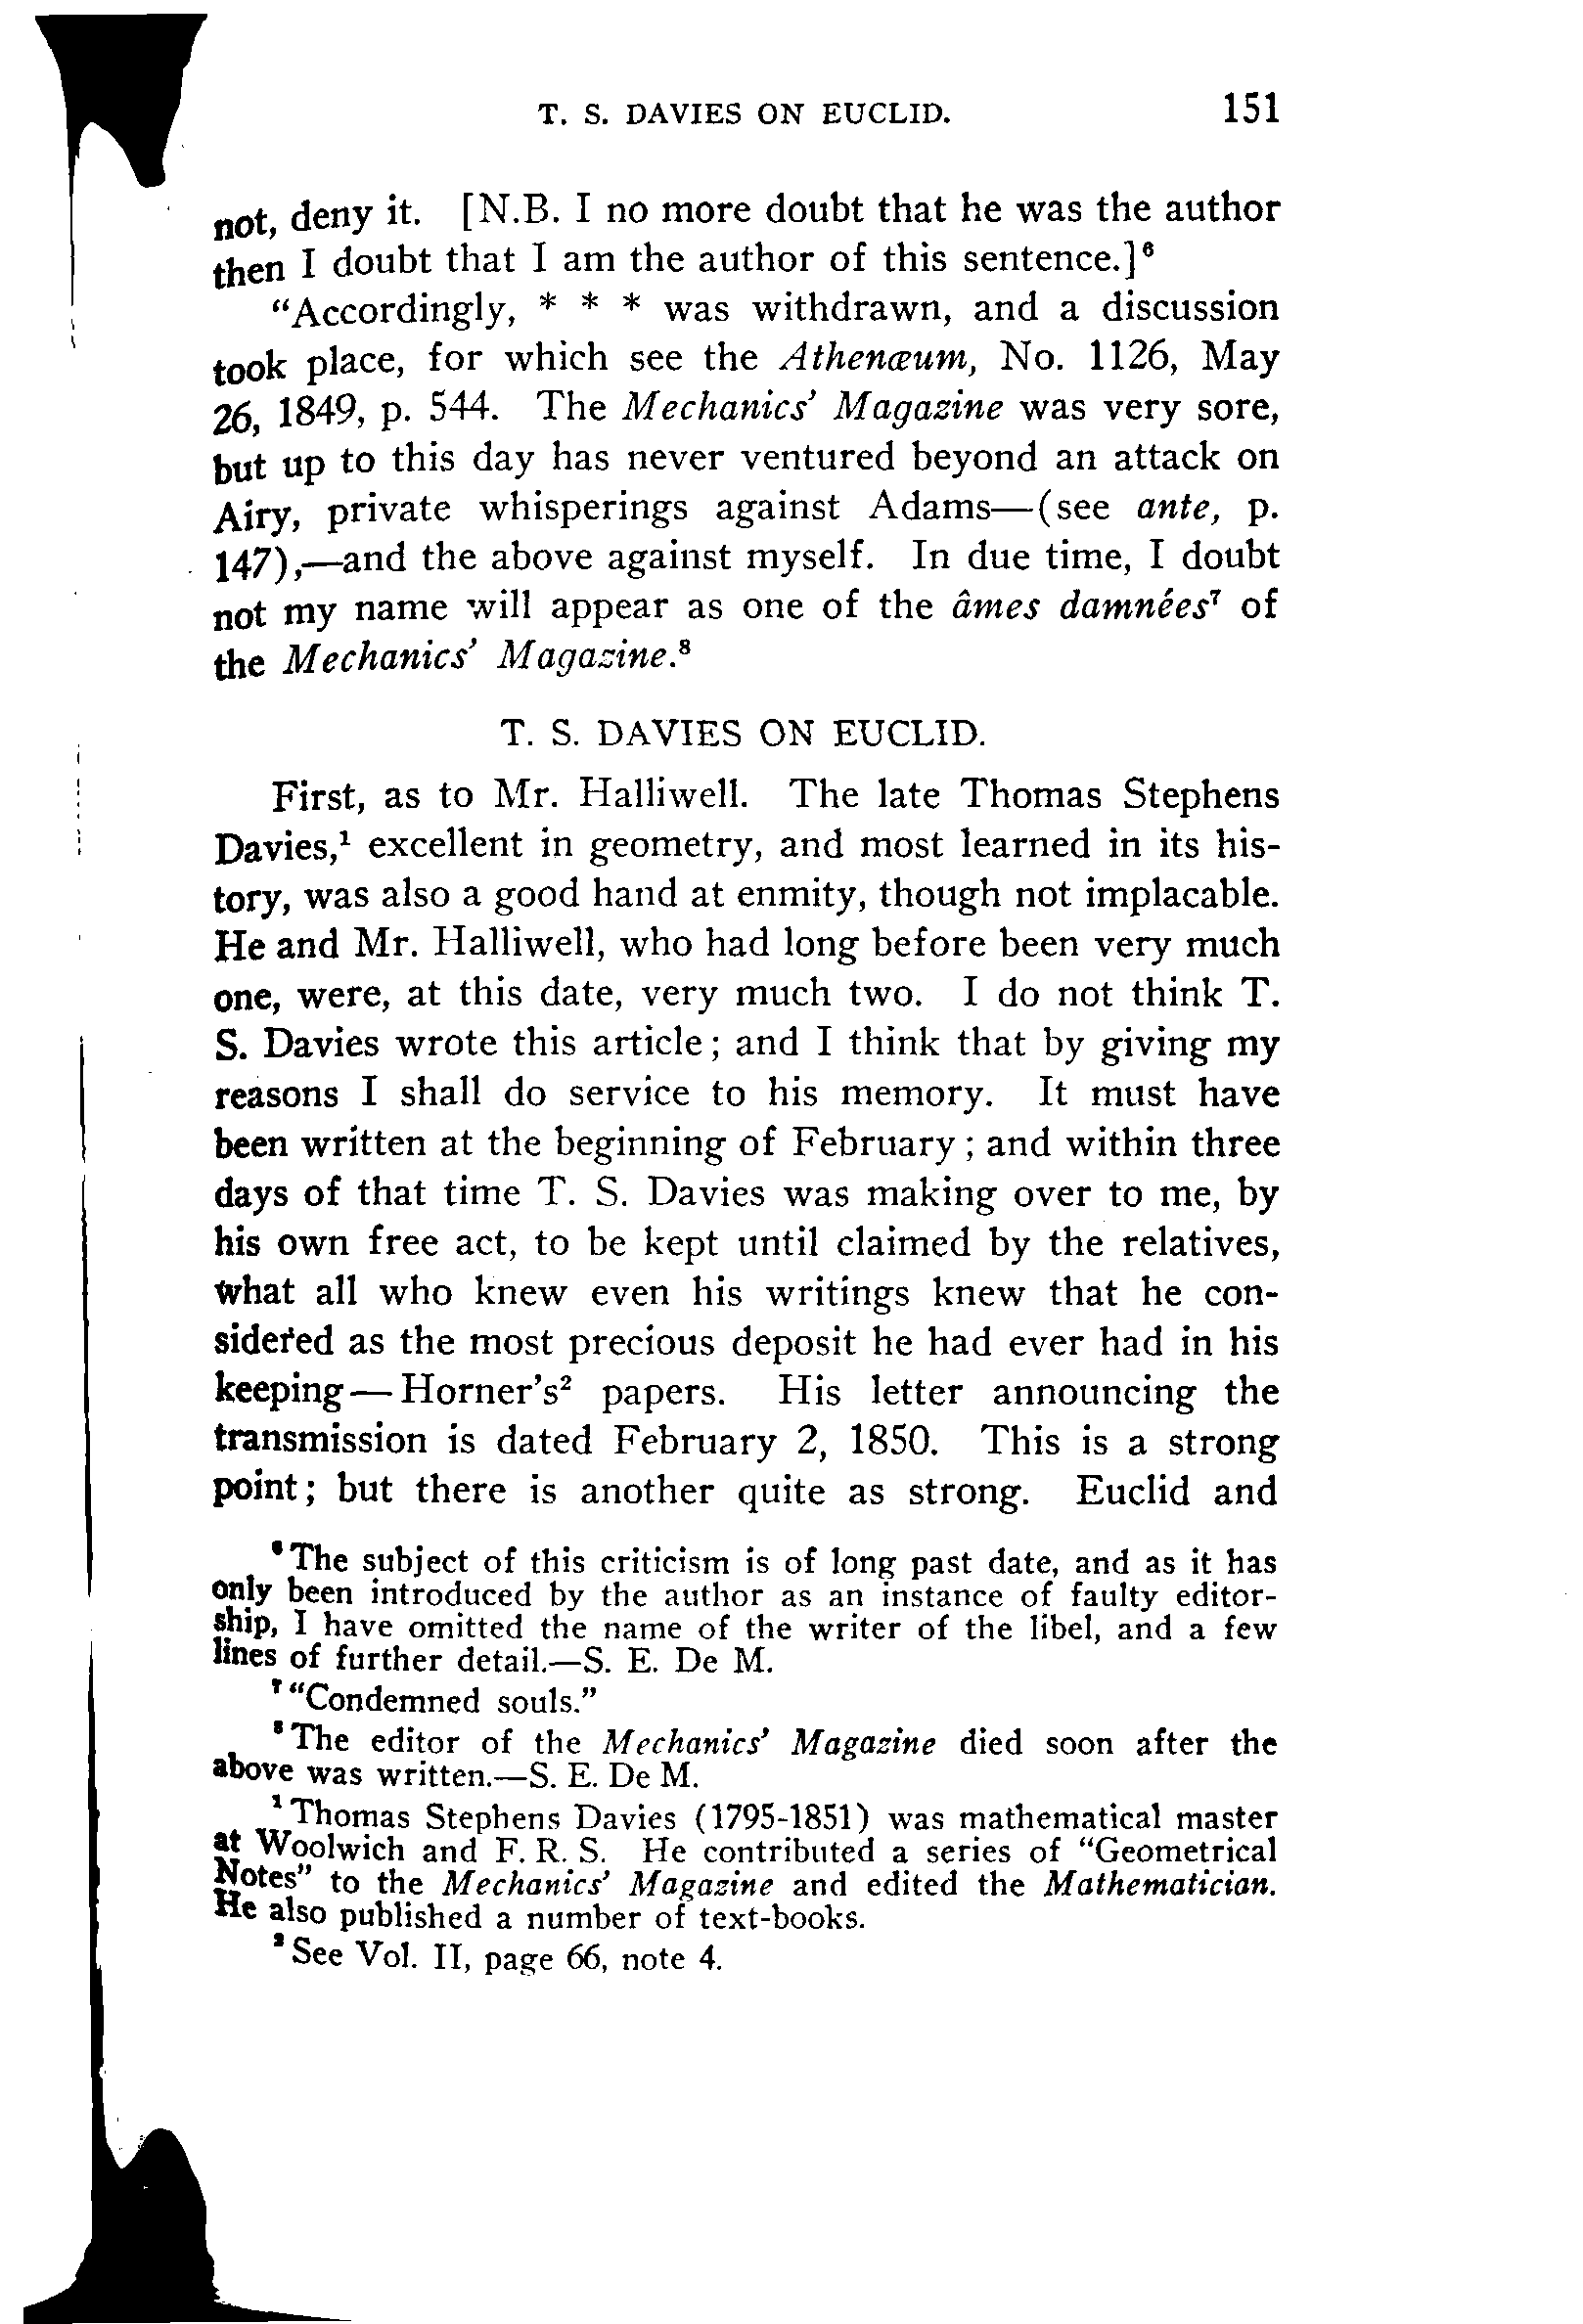 T. S. DAVIES ON EUCLID. 151
not, deny it. [N.B. I no more doubt that he was the author
then I doubt that I am the author of this sentence.]⁶
"Accordingly, * * * was withdrawn, and a discussion
took place, for which see the Athenæum, No. 1126, May
26, 1849, p. 544. The Mechanics' Magazine was very sore,
but up to this day has never ventured beyond an attack on
Airy, private whisperings against Adams—(see ante, p.
147),—and the above against myself. In due time, I doubt
not my name will appear as one of the âmes damnées⁷ of
the Mechanics' Magazine.⁸
T. S. DAVIES ON EUCLID.
First, as to Mr. Halliwell. The late Thomas Stephens
Davies,¹ excellent in geometry, and most learned in its his-
tory, was also a good hand at enmity, though not implacable.
He and Mr. Halliwell, who had long before been very much
one, were, at this date, very much two. I do not think T.
S. Davies wrote this article; and I think that by giving my
reasons I shall do service to his memory. It must have
been written at the beginning of February; and within three
days of that time T. S. Davies was making over to me, by
his own free act, to be kept until claimed by the relatives,
what all who knew even his writings knew that he con-
sidered as the most precious deposit he had ever had in his
keeping—Horner's² papers. His letter announcing the
transmission is dated February 2, 1850. This is a strong
point; but there is another quite as strong. Euclid and
⁶ The subject of this criticism is of long past date, and as it has
only been introduced by the author as an instance of faulty editor-
ship, I have omitted the name of the writer of the libel, and a few
lines of further detail.—S. E. De M.
⁷ "Condemned souls."
⁸ The editor of the Mechanics' Magazine died soon after the
above was written.—S. E. De M.
¹ Thomas Stephens Davies (1795-1851) was mathematical master
at Woolwich and F. R. S. He contributed a series of "Geometrical
Notes" to the Mechanics' Magazine and edited the Mathematician.
He also published a number of text-books.
² See Vol. II, page 66, note 4.